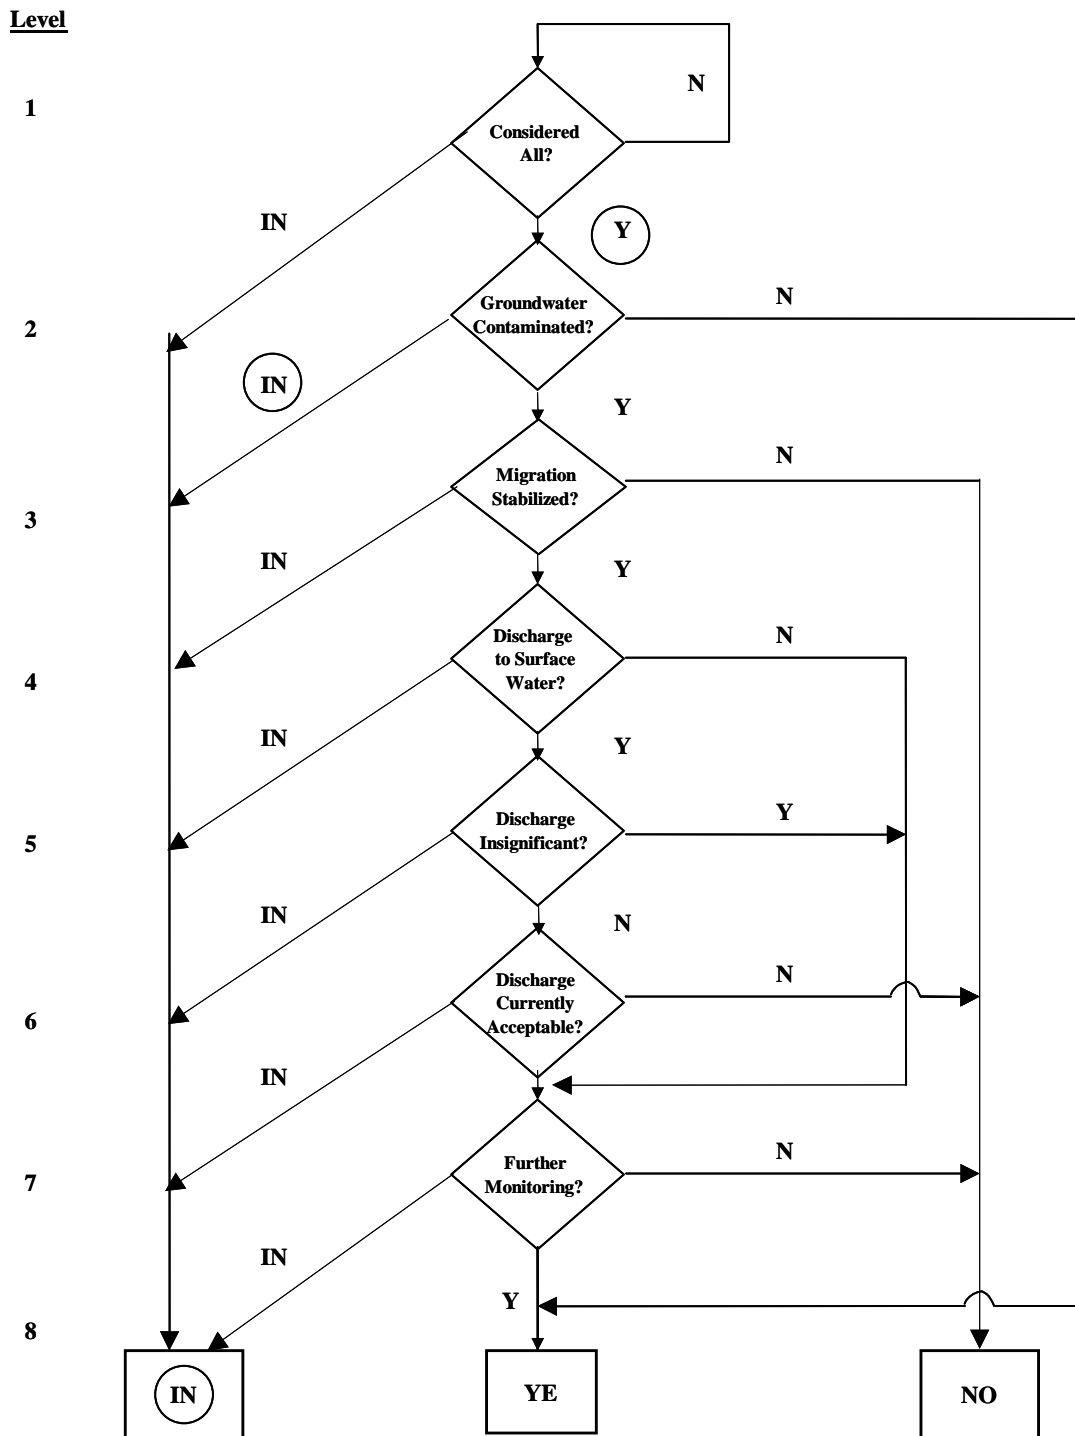 Level
N
1
Considered
All?
IN
Y
N
Groundwater
2
Contaminated?
IN
Y
N
Migration
Stabilized?
3
IN
Y
N
Discharge
to Surface
4
Water?
IN
Y
Y
Discharge
5
Insignificant?
IN
N
N
Discharge
Currently
6
Acceptable?
IN
N
Further
7
Monitoring?
IN
Y
8
IN
YE
NO